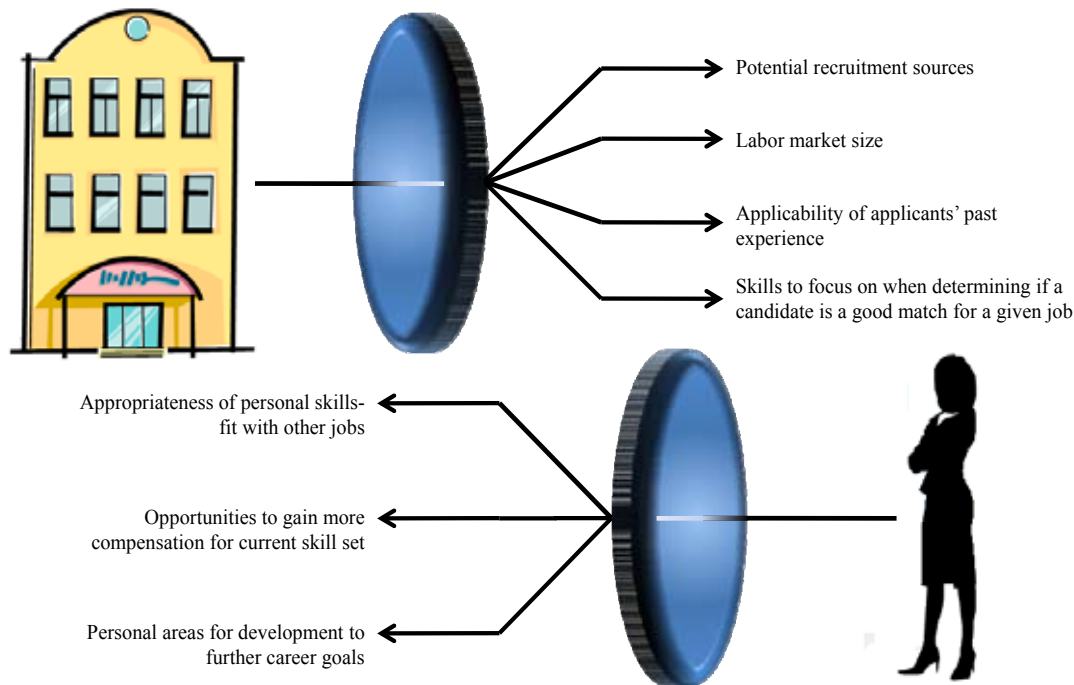 Potential recruitment sources
Labor market size
Applicability of applicants' past
experience
Skills to focus on when determining if a
candidate is a good match for a given job
Appropriateness of personal skills-
fit with other jobs
Opportunities to gain more
compensation for current skill set
Personal areas for development to
further career goals